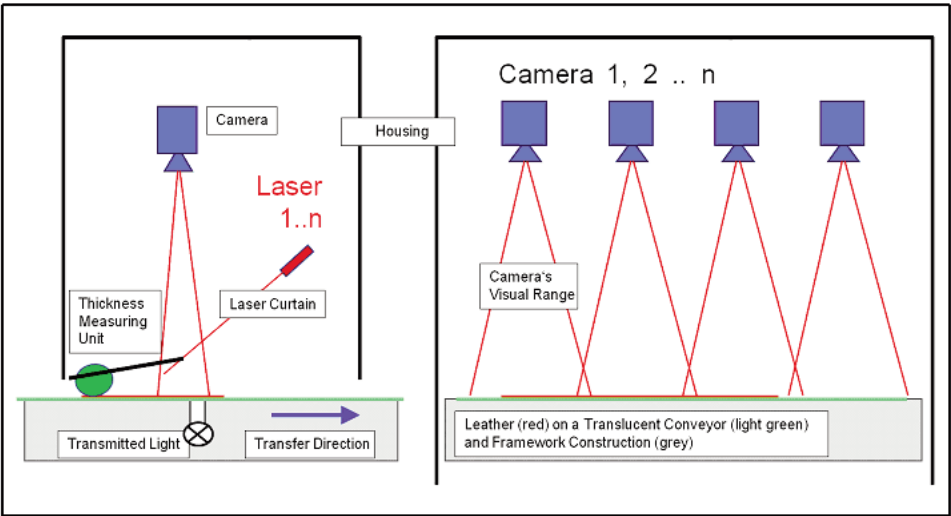 Camera
Laser
1..n
Thickness
Measuring
Unit
Laser Curtain
Transmitted Light
Transfer Direction
Housing
Camera 1, 2 .. n
Camera‘s
Visual Range
Leather (red) on a Translucent Conveyor (light green)
and Framework Construction (grey)